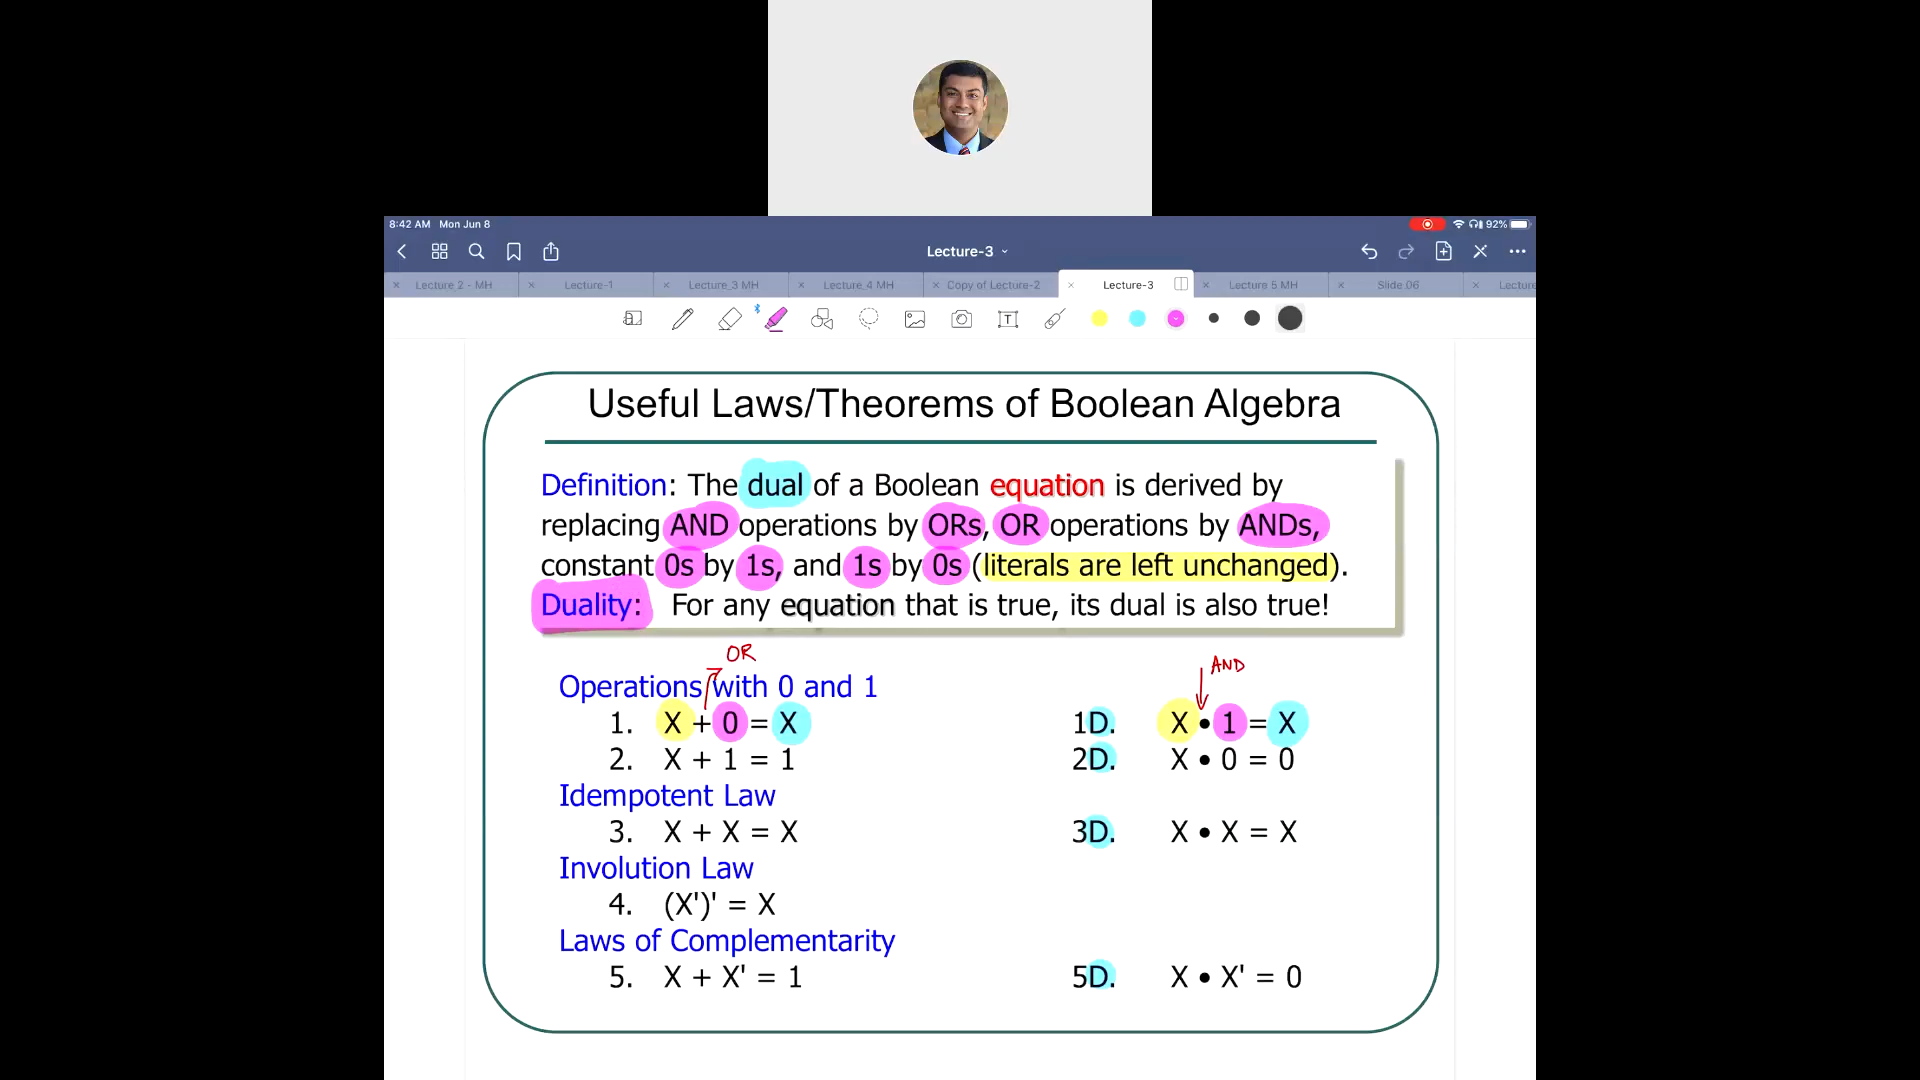 8:42 AM Mon Jun 8
92%
Lecture-3
Lecture 2 - MH
Lecture-1
Lecture_3 MH
Lecture_4 MH
Copy of Lecture-2
Lecture-3
Lecture 5 MH
Slide 06
Lecture
Useful Laws/Theorems of Boolean Algebra
Definition: The dual of a Boolean equation is derived by
replacing AND operations by ORs, OR operations by ANDs,
constant 0s by 1s, and 1s by 0s (literals are left unchanged).
Duality: For any equation that is true, its dual is also true!
OR
AND
Operations with 0 and 1
1. X + 0 = X 1D. X • 1 = X
2. X + 1 = 1 2D. X • 0 = 0
Idempotent Law
3. X + X = X 3D. X • X = X
Involution Law
4. (X')' = X
Laws of Complementarity
5. X + X' = 1 5D. X • X' = 0